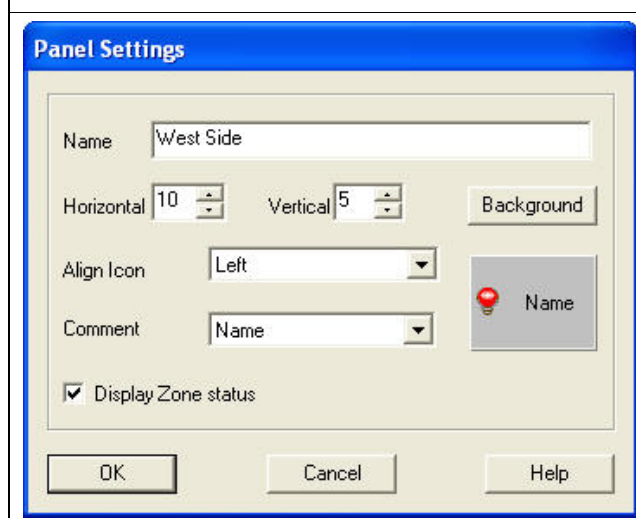 Panel Settings
Name West Side
Horizontal 10 Vertical 5 Background
Align Icon Left
Name
Comment Name
Display Zone status
OK Cancel Help